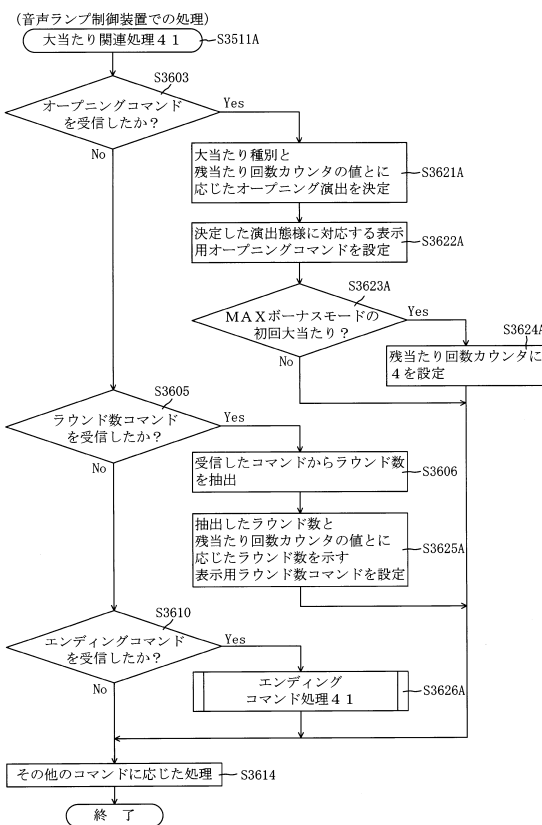 (音声ランプ制御装置での処理)
大当たり関連処理41
S3511A
S3603
オープニングコマンド
を受信したか?
Yes
No
大当たり種別と
残当たり回数カウンタの値とに
応じたオープニング演出を決定
S3621A
決定した演出態様に対応する表示
用オープニングコマンドを設定
S3622A
S3623A
MAXボーナスモードの
初回大当たり?
Yes
No
S3624A
残当たり回数カウンタに
4を設定
S3605
ラウンド数コマンド
を受信したか?
Yes
No
受信したコマンドからラウンド数
を抽出
S3606
抽出したラウンド数と
残当たり回数カウンタの値とに
応じたラウンド数を示す
表示用ラウンド数コマンドを設定
S3625A
S3610
エンディングコマンド
を受信したか?
Yes
No
エンディング
コマンド処理41
S3626A
その他のコマンドに応じた処理
S3614
終 了